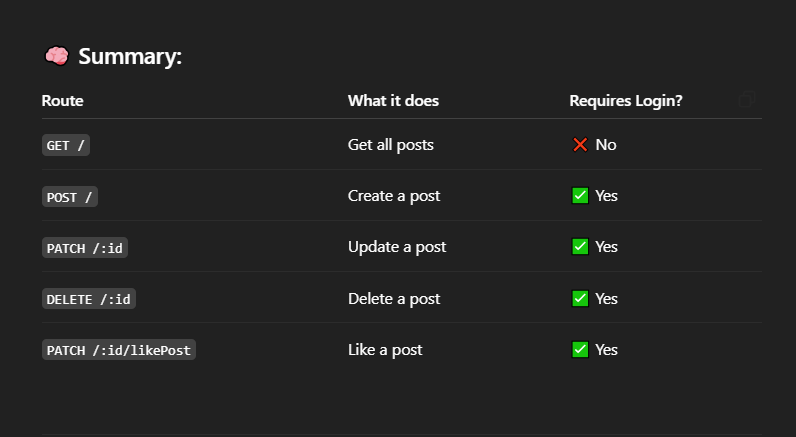 🧠 Summary:
Route What it does Requires Login?
GET / Get all posts ❌ No
POST / Create a post ✅ Yes
PATCH /:id Update a post ✅ Yes
DELETE /:id Delete a post ✅ Yes
PATCH /:id/likePost Like a post ✅ Yes